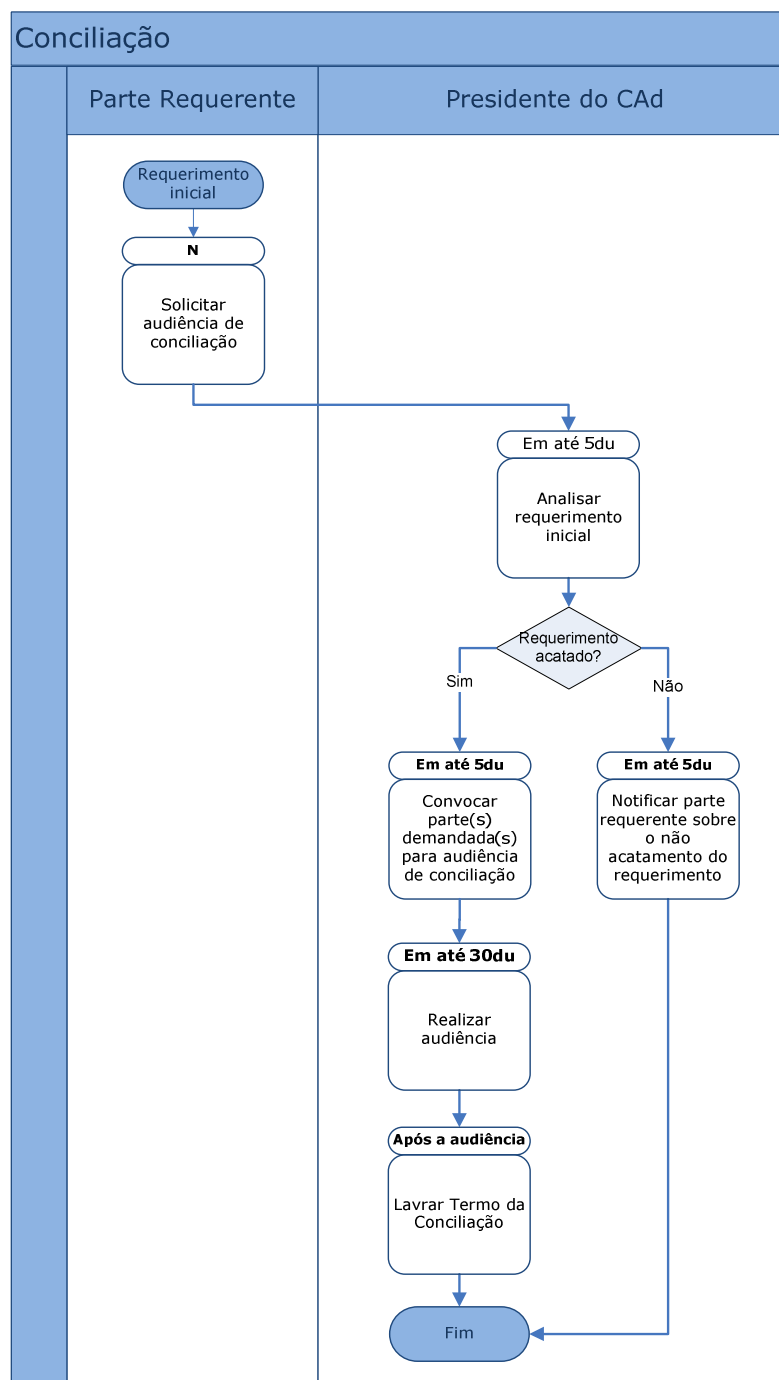 Conciliação
Parte Requerente
Presidente do CAd
Requerimento
inicial
N
Solicitar
audiência de
conciliação
Em até 5du
Analisar
requerimento
inicial
Requerimento
acatado?
Sim
Não
Em até 5du
Convocar
parte(s)
demandada(s)
para audiência
de conciliação
Em até 5du
Notificar parte
requerente sobre
o não
acatamento do
requerimento
Em até 30du
Realizar
audiência
Após a audiência
Lavrar Termo da
Conciliação
Fim